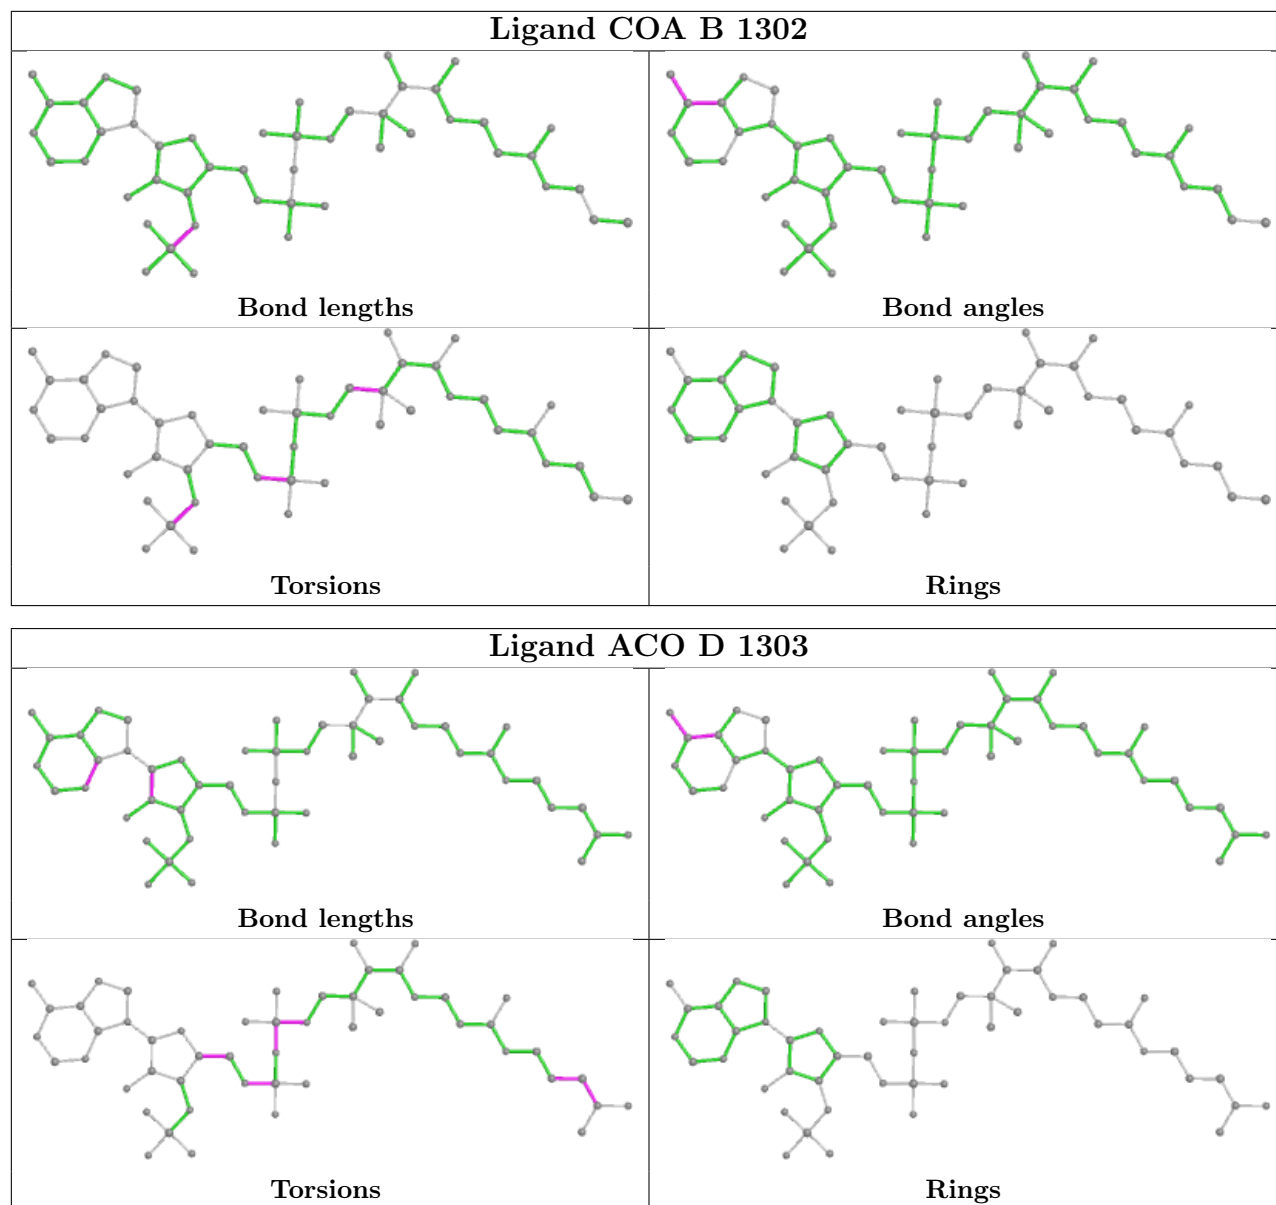 Ligand COA B 1302
Bond lengths
Bond angles
Torsions
Rings
Ligand ACO D 1303
Bond lengths
Bond angles
Torsions
Rings